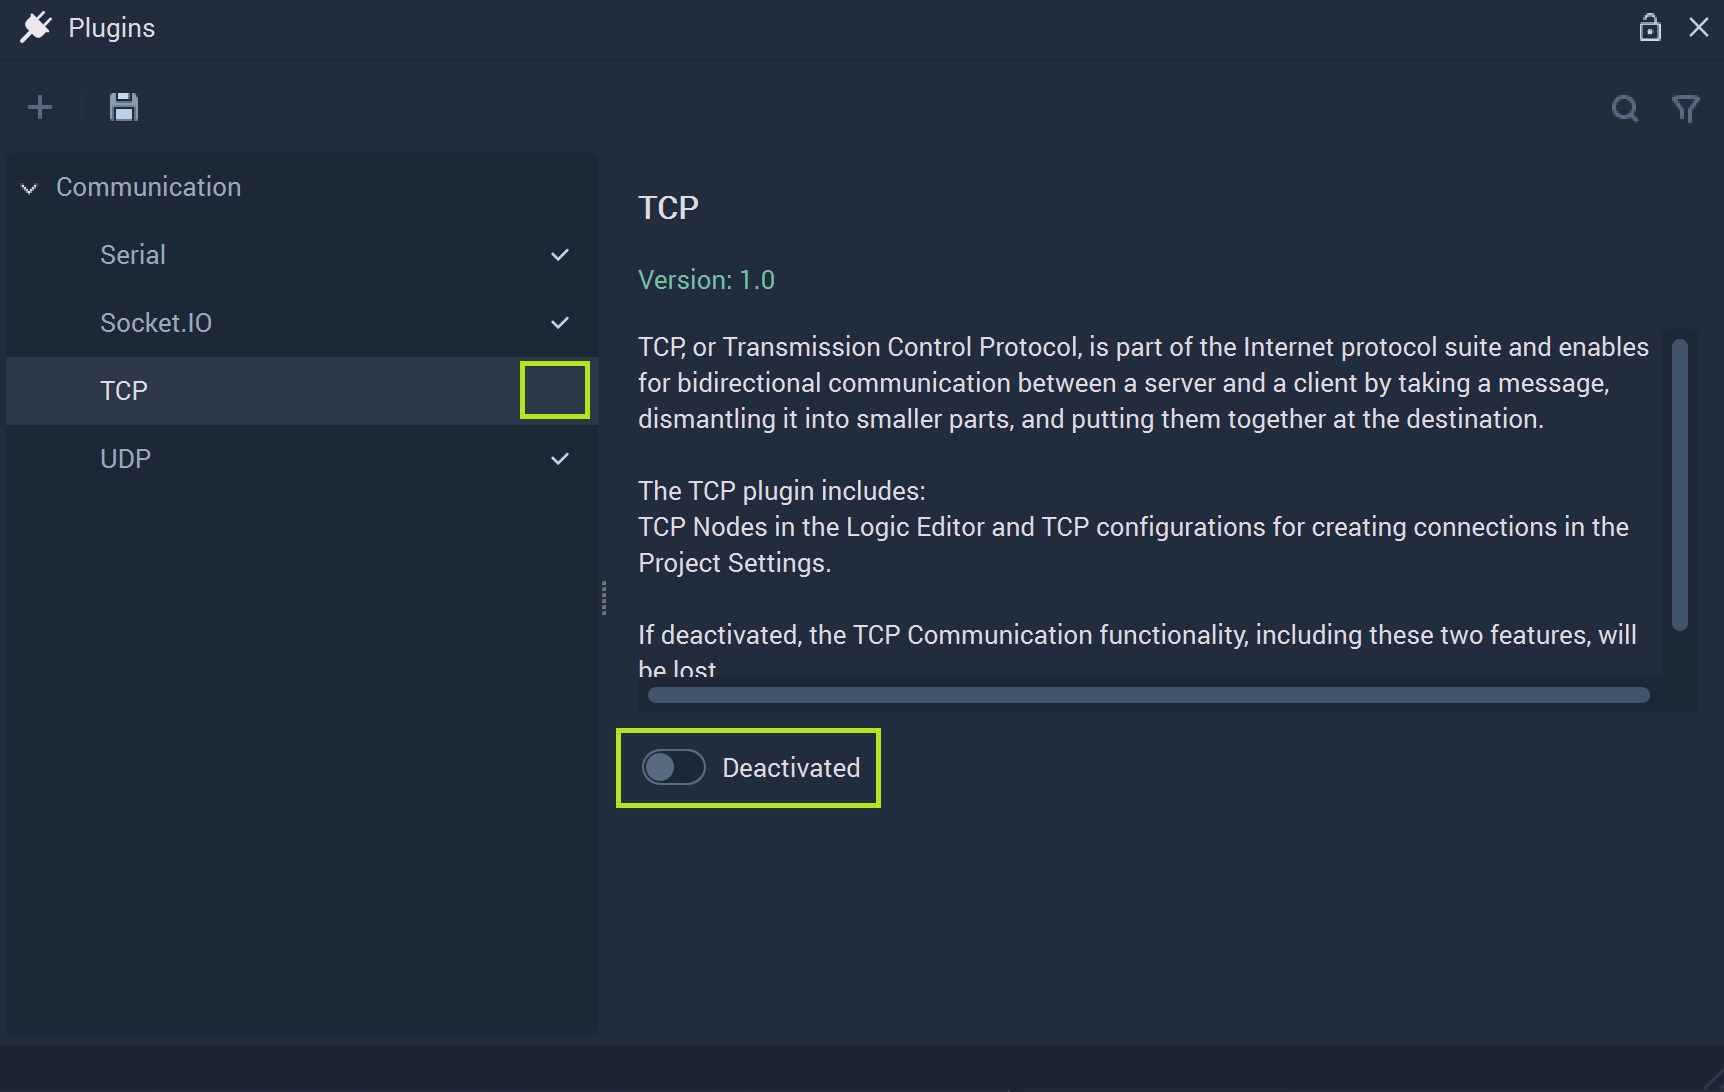 Plugins
Communication
Serial
Socket.IO
TCP
UDP
TCP
Version: 1.0
TCP, or Transmission Control Protocol, is part of the Internet protocol suite and enables
for bidirectional communication between a server and a client by taking a message,
dismantling it into smaller parts, and putting them together at the destination.
The TCP plugin includes:
TCP Nodes in the Logic Editor and TCP configurations for creating connections in the
Project Settings.
If deactivated, the TCP Communication functionality, including these two features, will
be lost
Deactivated